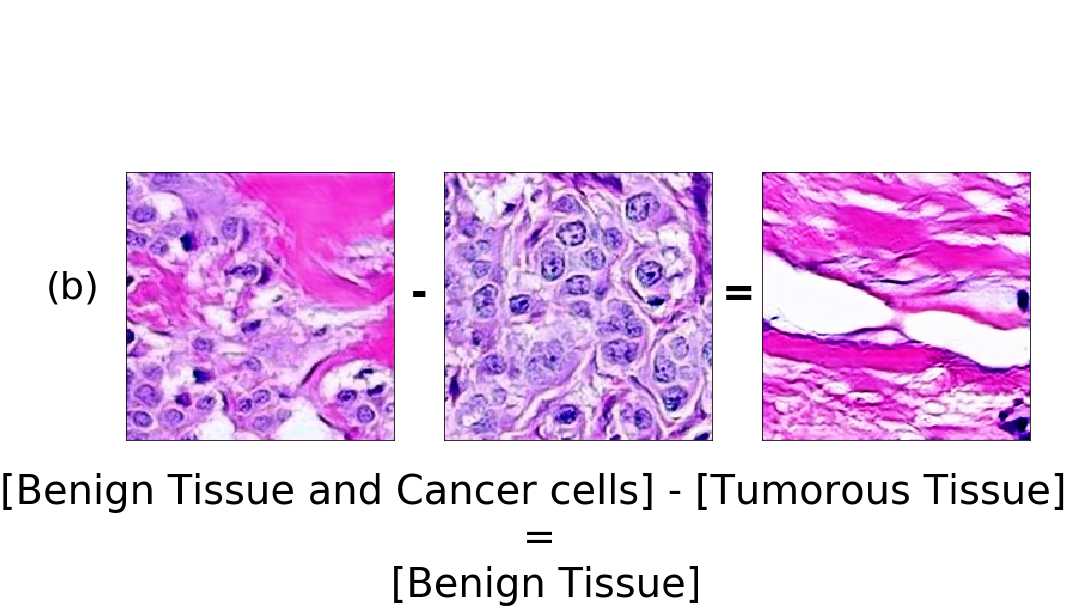 (b) - =
[Benign Tissue and Cancer cells] - [Tumorous Tissue]
=
[Benign Tissue]